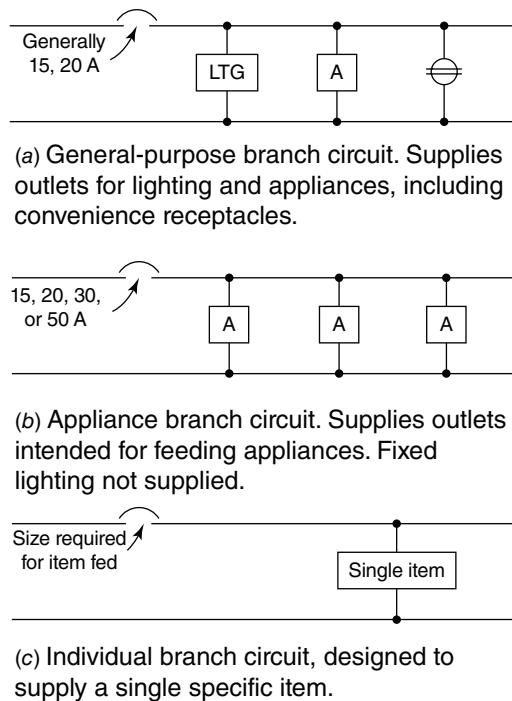 Generally
15, 20 A
LTG
A
(a) General-purpose branch circuit. Supplies
outlets for lighting and appliances, including
convenience receptacles.
15, 20, 30,
or 50 A
A
A
A
(b) Appliance branch circuit. Supplies outlets
intended for feeding appliances. Fixed
lighting not supplied.
Size required
for item fed
Single item
(c) Individual branch circuit, designed to
supply a single specific item.